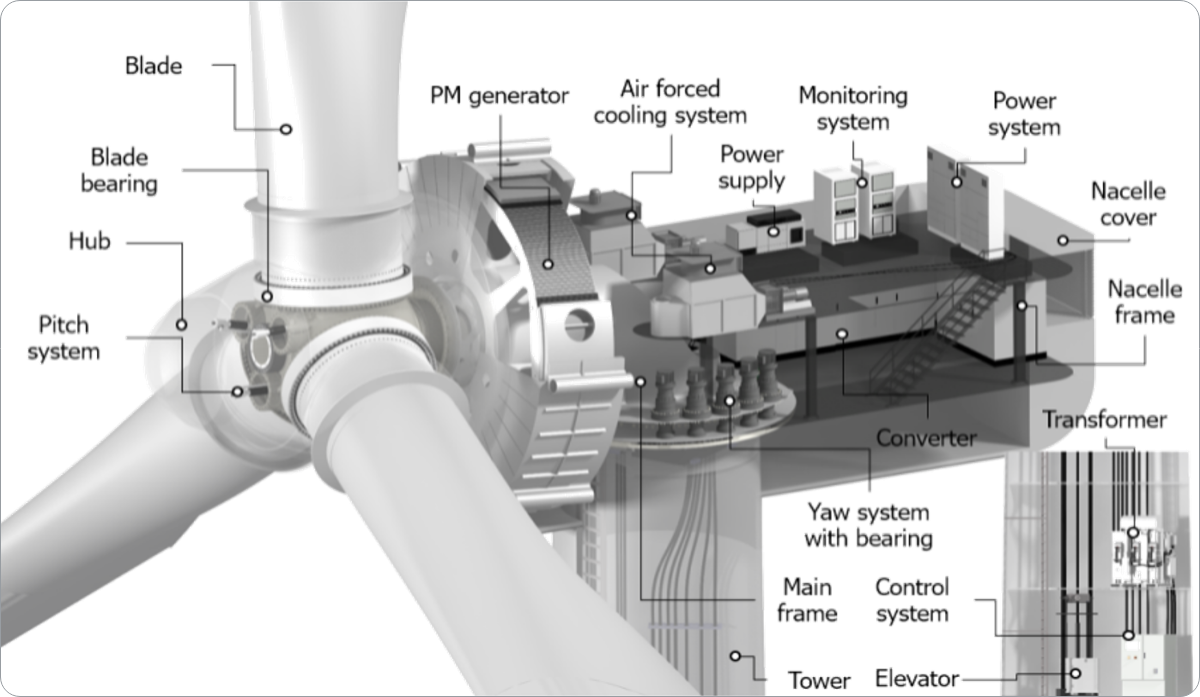 Blade
Blade
bearing
Hub
Pitch
system
PM generator
Air forced
cooling system
Power
supply
Monitoring
system
Power
system
Nacelle
cover
Nacelle
frame
Converter
Transformer
Yaw system
with bearing
Main
frame
Control
system
Tower
Elevator